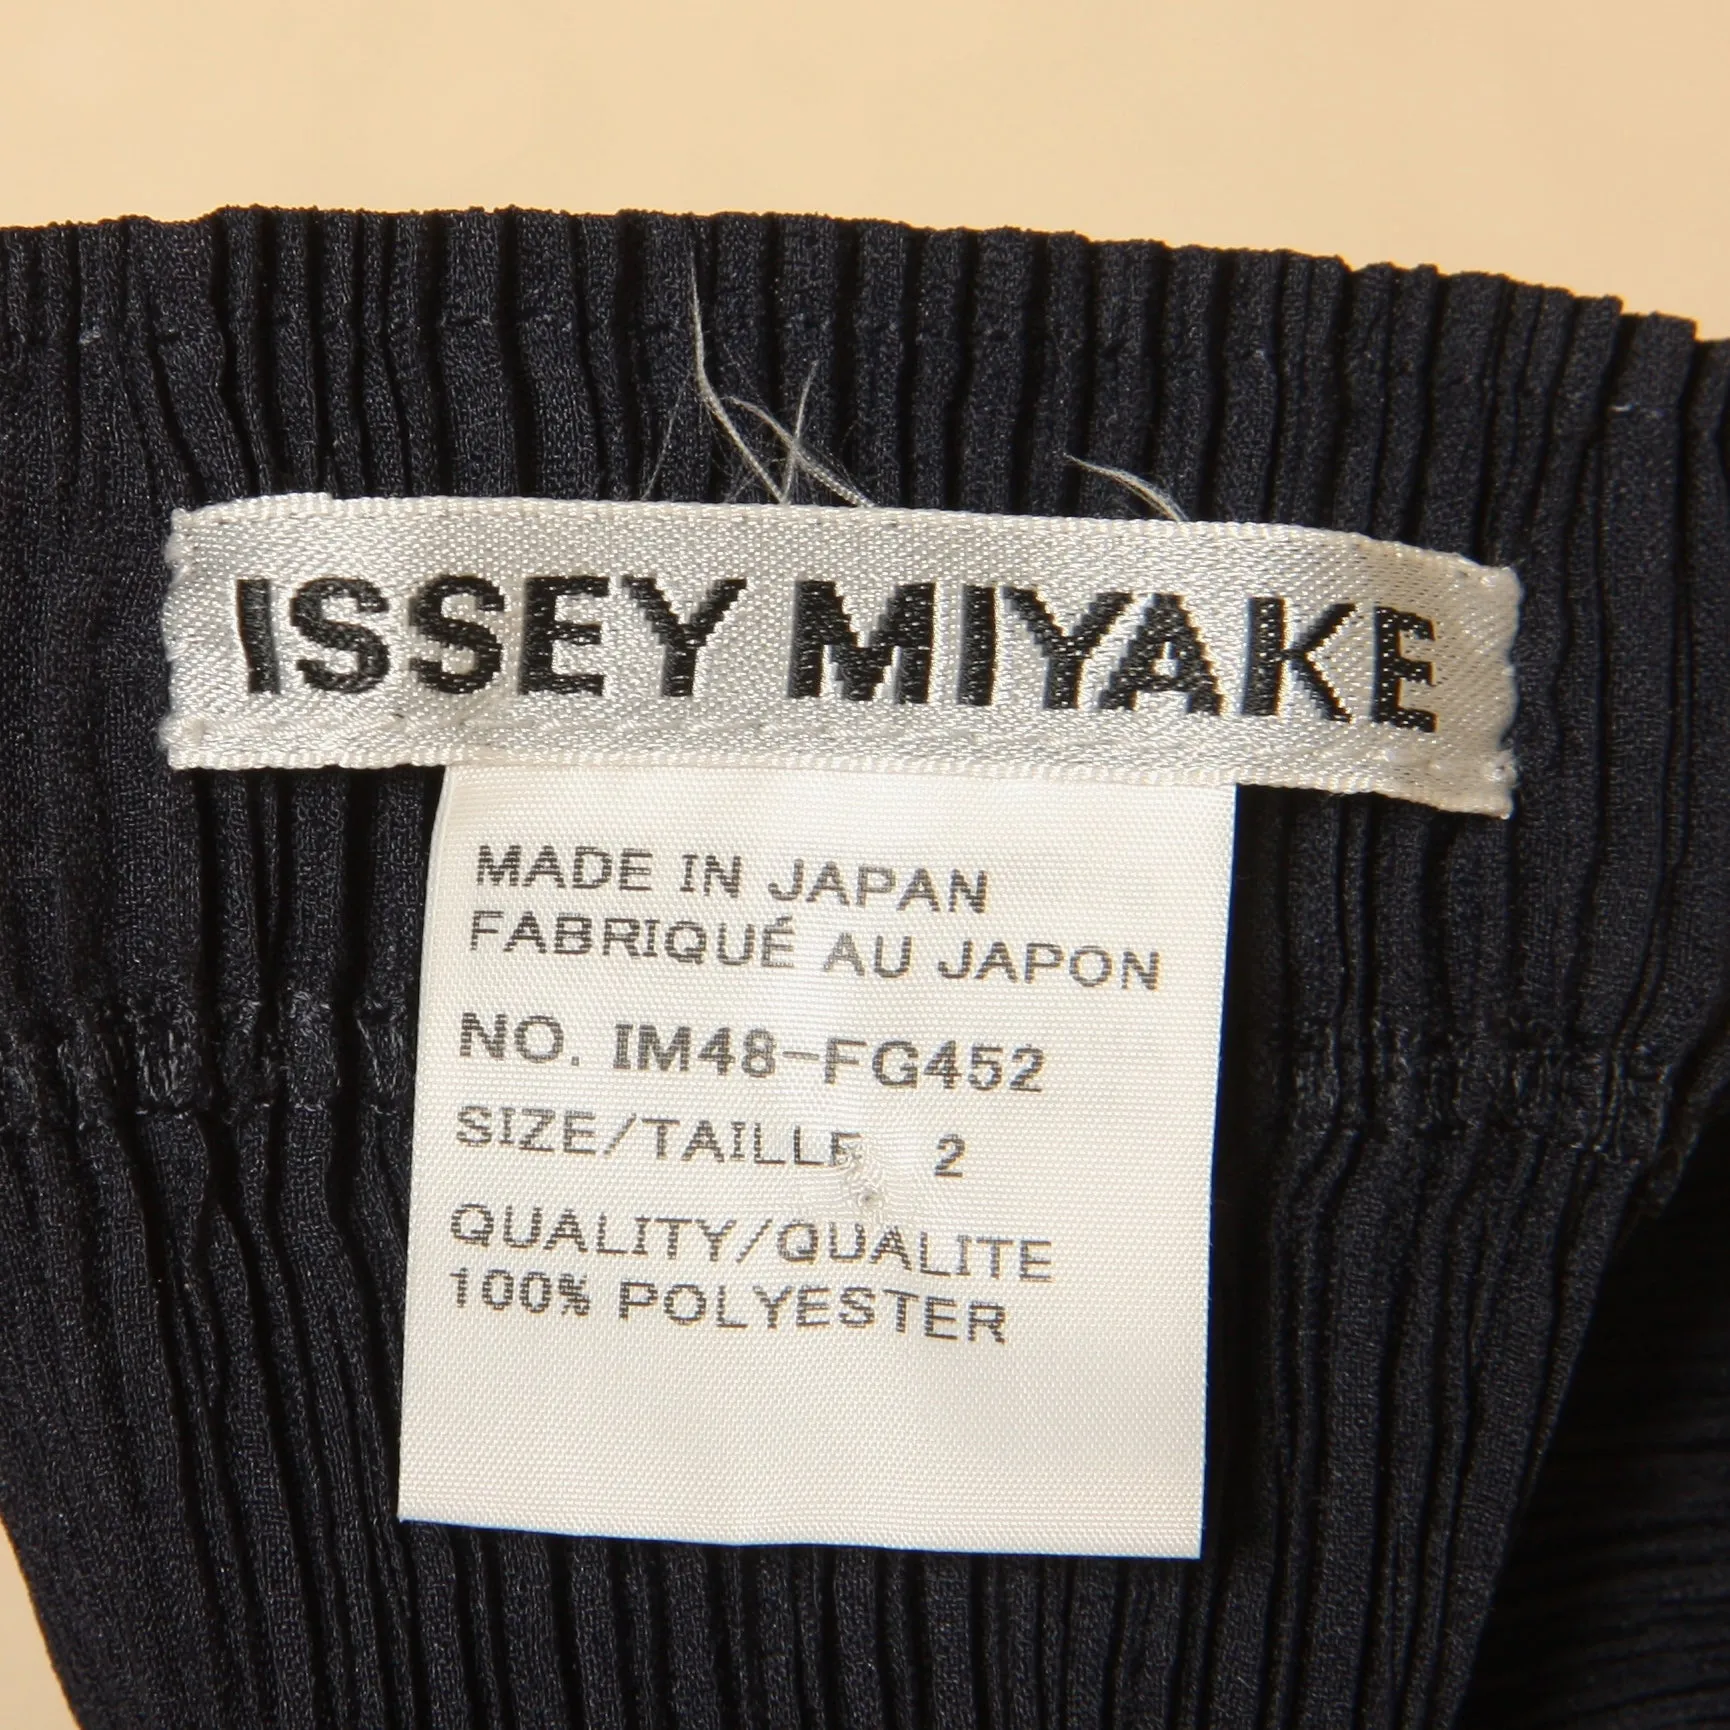 ISSEY MIYAKE
MADE IN JAPAN
FABRIQUÉ AU JAPON
NO. IM48-FG452
SIZE/TAILLE 2
QUALITY/QUALITE
100% POLYESTER